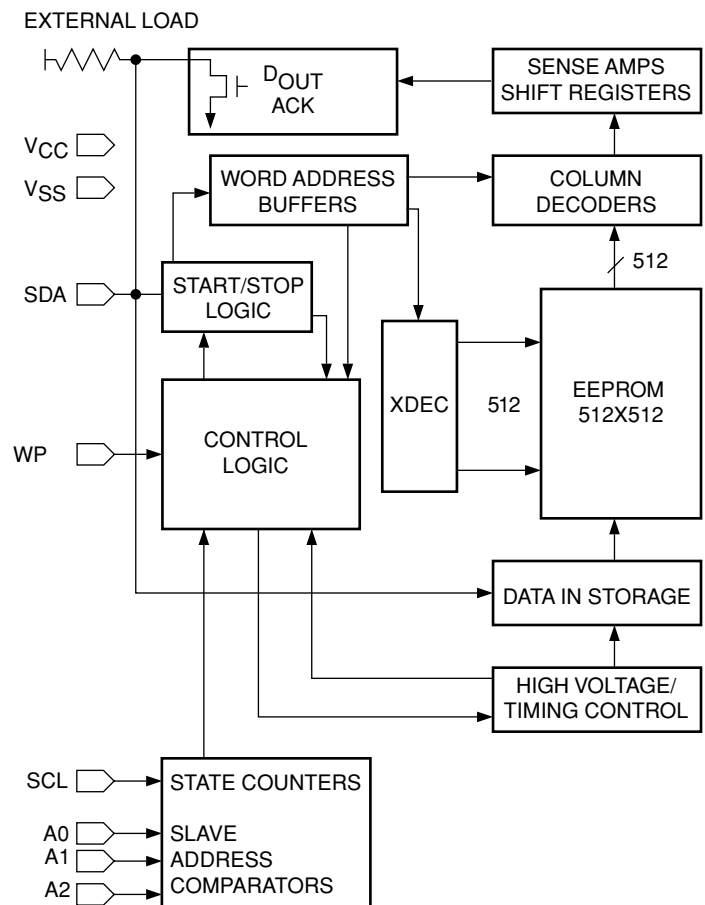 EXTERNAL LOAD
DOUT
ACK
SENSE AMPS
SHIFT REGISTERS
VCC
VSS
WORD ADDRESS
BUFFERS
COLUMN
DECODERS
512
SDA
START/STOP
LOGIC
XDEC
512
EEPROM
512X512
WP
CONTROL
LOGIC
DATA IN STORAGE
HIGH VOLTAGE/
TIMING CONTROL
SCL
STATE COUNTERS
A0
SLAVE
A1
ADDRESS
A2
COMPARATORS